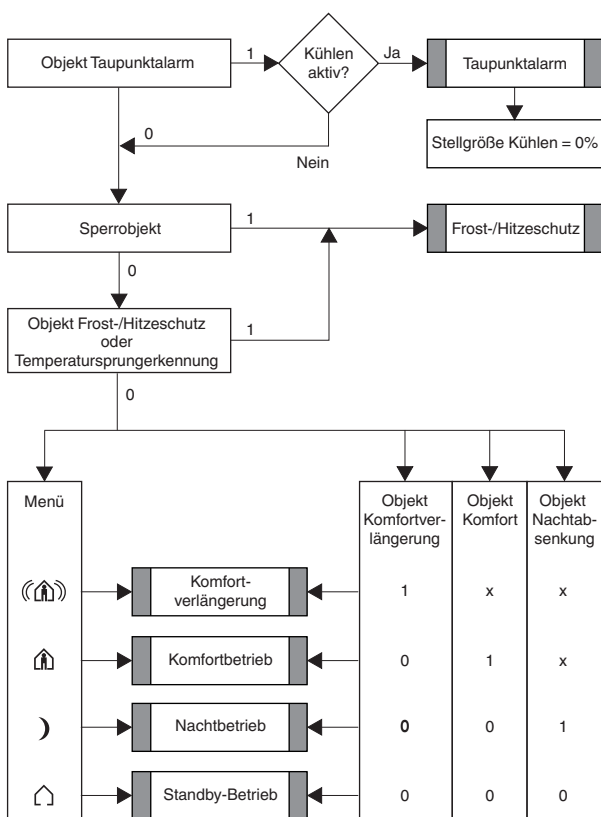 Objekt Taupunktalarm
1
Kühlen
aktiv?
Ja
Taupunktalarm
0
Nein
Stellgröße Kühlen = 0%
Sperrobjekt
1
Frost-/Hitzeschutz
0
Objekt Frost-/Hitzeschutz
oder
Temperatursprungerkennung
1
0
Menü
Objekt
Komfortver-
längerung
Objekt
Komfort
Objekt
Nachtab-
senkung
Komfort-
verlängerung
1 x x
Komfortbetrieb
0 1 x
Nachtbetrieb
0 0 1
Standby-Betrieb
0 0 0